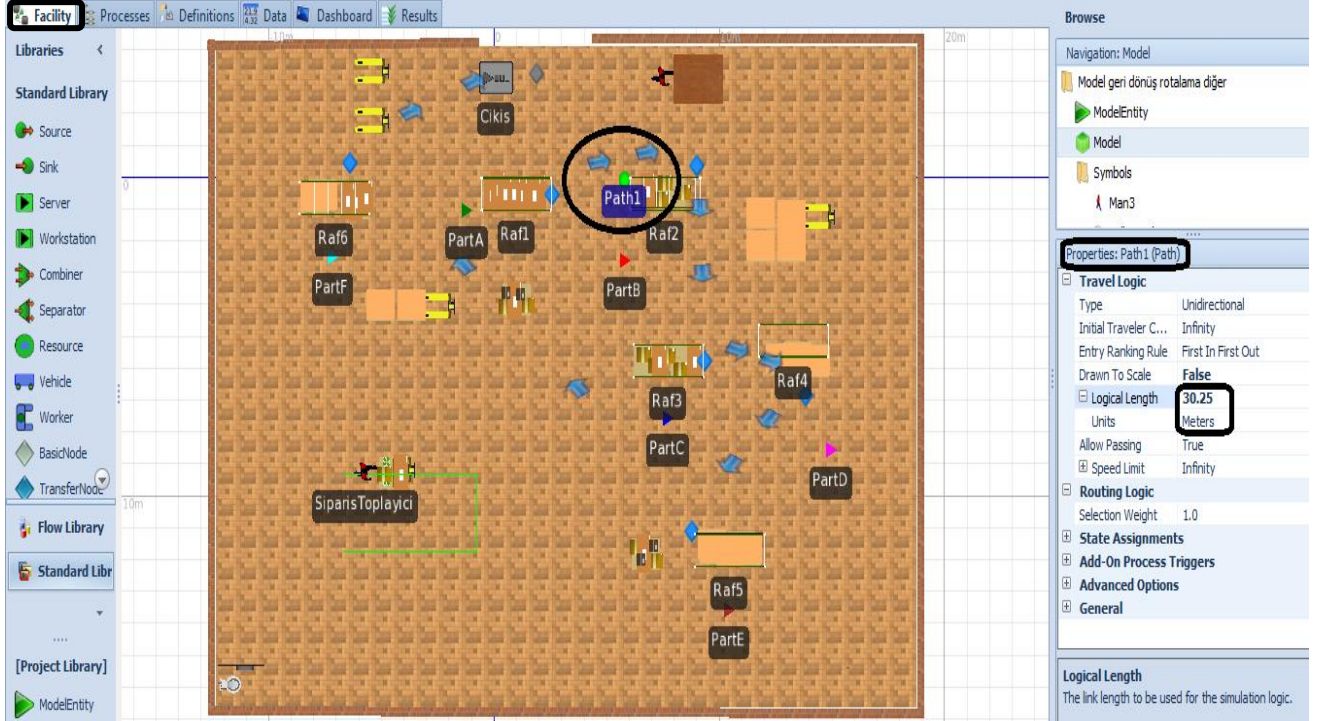 Facility Processes Definitions Data Dashboard Results
Libraries
Standard Library
Source
Sink
Server
Workstation
Combiner
Separator
Resource
Vehicle
Worker
BasicNode
TransferNode
Flow Library
Standard Libr
[Project Library]
ModelEntity
0
20m
0
10m
Cikis
Raf6
PartF
PartA
Raf1
Path1
Raf2
PartB
Raf3
PartC
Raf4
PartD
SiparisToplayici
Raf5
PartE
Browse
Navigation: Model
Model geri dönüş rotalama diğer
ModelEntity
Model
Symbols
Man3
Properties: Path1 (Path)
Travel Logic
Type Unidirectional
Initial Traveler C... Infinity
Entry Ranking Rule First In First Out
Drawn To Scale False
Logical Length 30.25
Units Meters
Allow Passing True
Speed Limit Infinity
Routing Logic
Selection Weight 1.0
State Assignments
Add-On Process Triggers
Advanced Options
General
Logical Length
The link length to be used for the simulation logic.